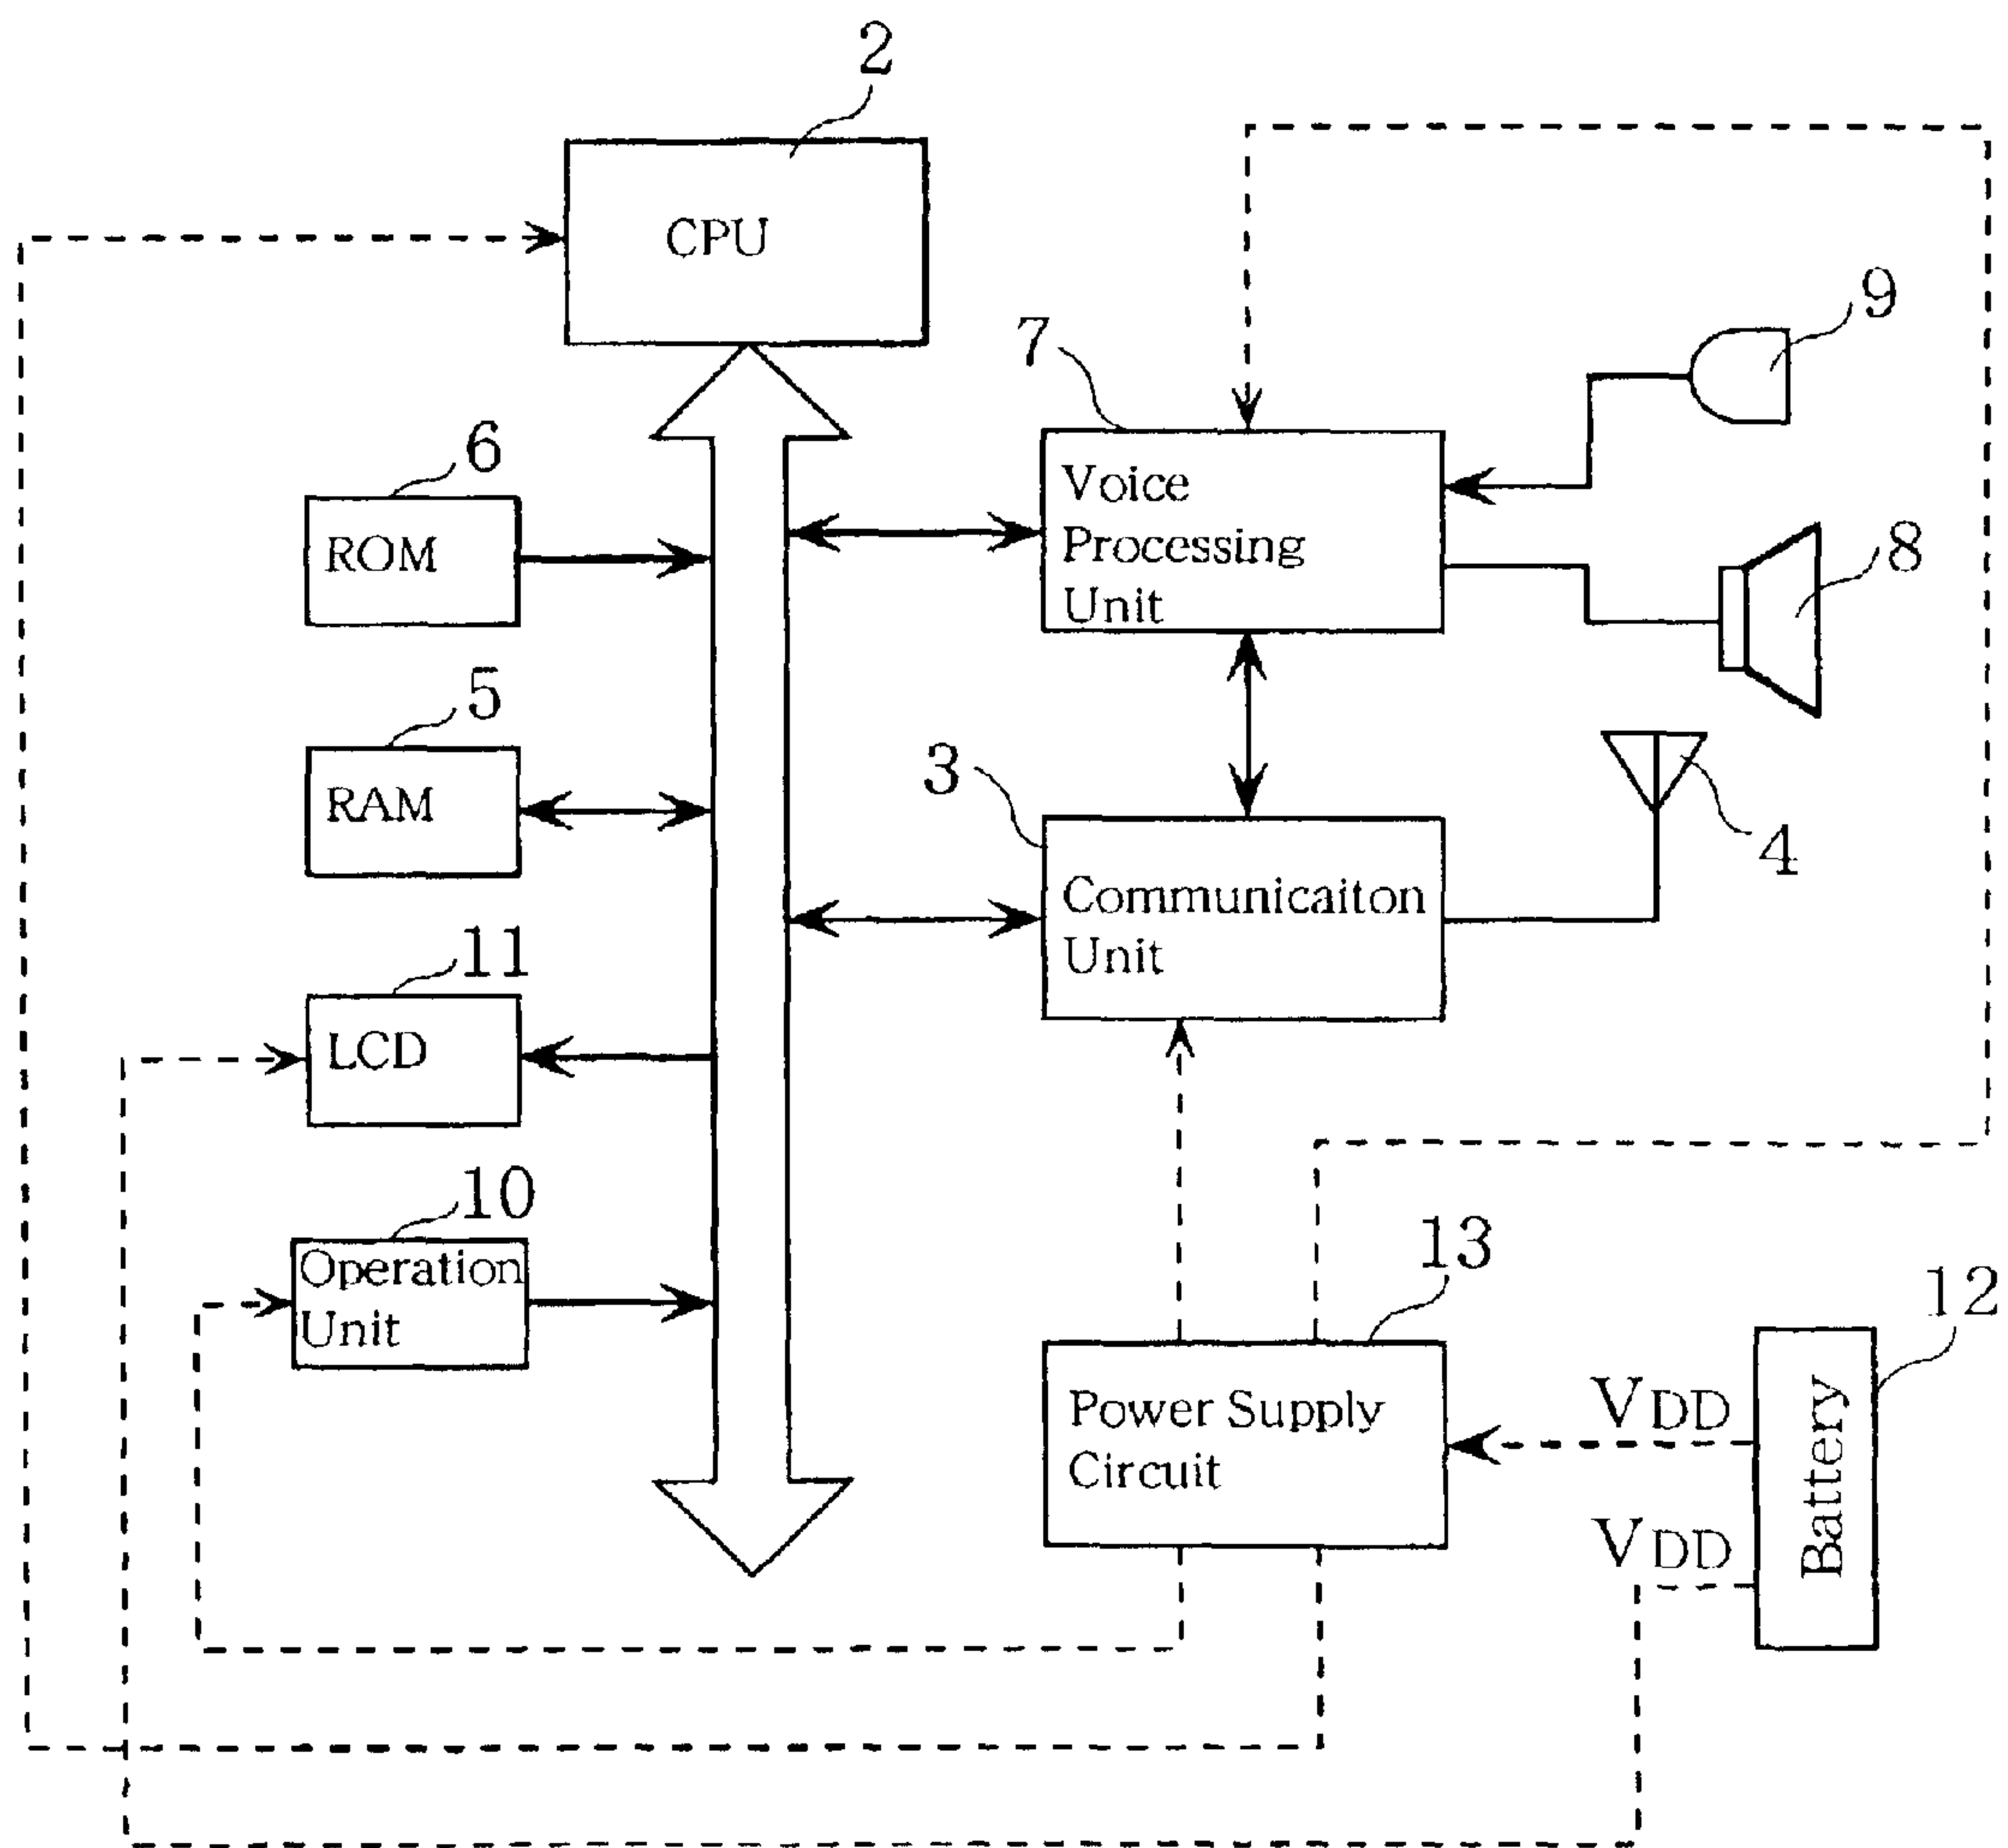 2
CPU
9
7
6
Voice
Processing
Unit
ROM
8
5
RAM
3
4
Communicaiton
Unit
11
LCD
10
Operation
Unit
13
12
Power Supply
Circuit
VDD
VDD
Battery